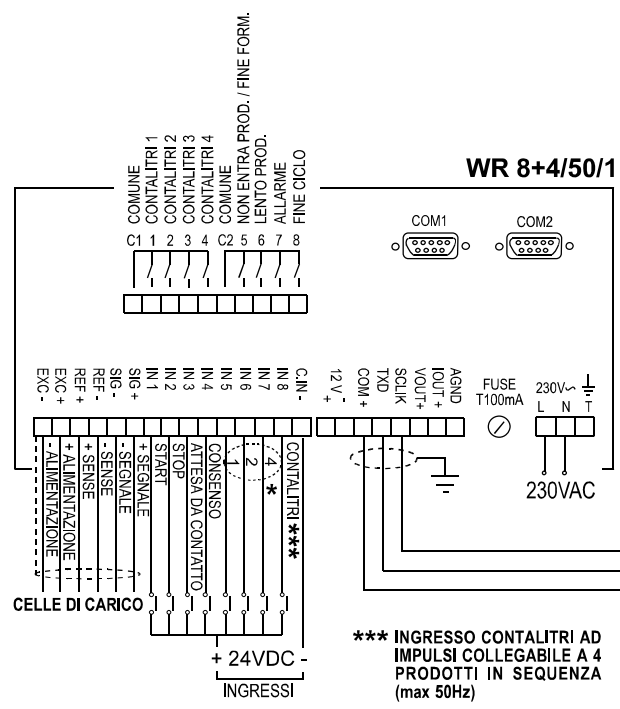 WR 8+4/50/1
COMUNE
CONTALITRI 1
CONTALITRI 2
CONTALITRI 3
CONTALITRI 4
COMUNE
NON ENTRA PROD. / FINE FORM.
LENTO PROD.
ALLARME
FINE CICLO
C1 1 2 3 4 C2 5 6 7 8
COM1
COM2
EXC -
EXC +
REF +
REF -
SIG -
SIG +
IN 1
IN 2
IN 3
IN 4
IN 5
IN 6
IN 7
IN 8
C.IN -
+ 12 V -
COM +
TXD
SCLK
VOUT+
IOUT +
AGND
FUSE
T100mA
230V~
L N T
230VAC
- ALIMENTAZIONE
+ ALIMENTAZIONE
+ SENSE
- SENSE
- SEGNALE
+ SEGNALE
START
STOP
ATTESA DA CONTATTO
CONSENSO
1
2
4
*
CONTALITRI ***
CELLE DI CARICO
+ 24VDC -
INGRESSI
*** INGRESSO CONTALITRI AD
IMPULSI COLLEGABILE A 4
PRODOTTI IN SEQUENZA
(max 50Hz)